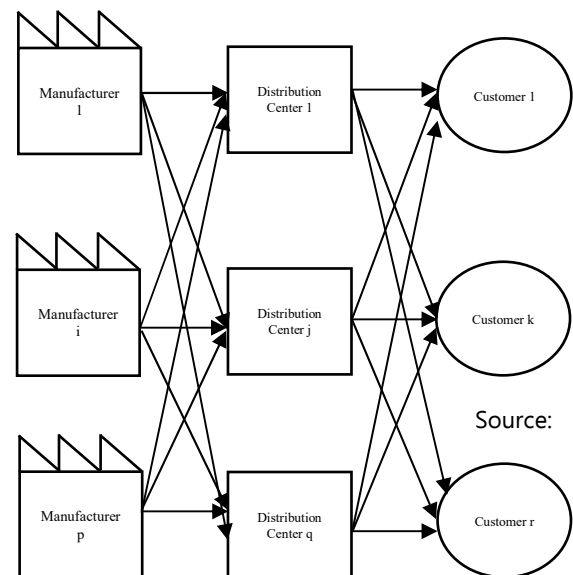 Manufacturer
1
Distribution
Center 1
Customer 1
Manufacturer
i
Distribution
Center j
Customer k
Source:
Manufacturer
p
Distribution
Center q
Customer r